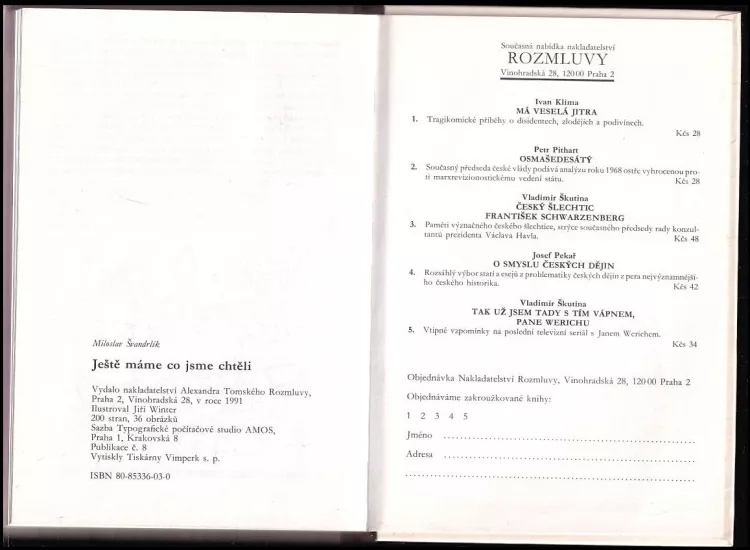 Miloslav Švandrlík
Ještě máme co jsme chtěli
Vydalo nakladatelství Alexandra Tomského Rozmluvy,
Praha 2, Vinohradská 28, v roce 1991
Ilustroval Jiří Winter
200 stran, 36 obrázků
Sazba Typografické počítačové studio AMOS,
Praha 1, Krakovská 8
Publikace č. 8
Vytiskly Tiskárny Vimperk s. p.
ISBN 80-85336-03-0
Současná nabídka nakladatelství
ROZMLUVY
Vinohradská 28, 120 00 Praha 2
Ivan Klíma
MÁ VESELÁ JITRA
1. Tragikomické příběhy o disidentech, zlodějích a podivínech.
Kčs 28
Petr Pithart
OSMAŠEDESÁTÝ
2. Současný předseda české vlády podává analýzu roku 1968 ostře vyhrocenou pro-
ti marxrevizionostickému vedení státu. Kčs 28
Vladimír Škutina
ČESKÝ ŠLECHTIC
FRANTIŠEK SCHWARZENBERG
3. Paměti význačného českého šlechtice, strýce současného předsedy rady konzul-
tantů prezidenta Václava Havla. Kčs 48
Josef Pekař
O SMYSLU ČESKÝCH DĚJIN
4. Rozsáhlý výbor statí a esejů z problematiky českých dějin z pera nejvýznamnější-
ho českého historika. Kčs 42
Vladimír Škutina
TAK UŽ JSEM TADY S TÍM VÁPNEM,
PANE WERICHU
5. Vtipné vzpomínky na poslední televizní seriál s Janem Werichem.
Kčs 34
Objednávka Nakladatelství Rozmluvy, Vinohradská 28, 120 00 Praha 2
Objednáváme zakroužkované knihy:
1 2 3 4 5
Jméno
Adresa